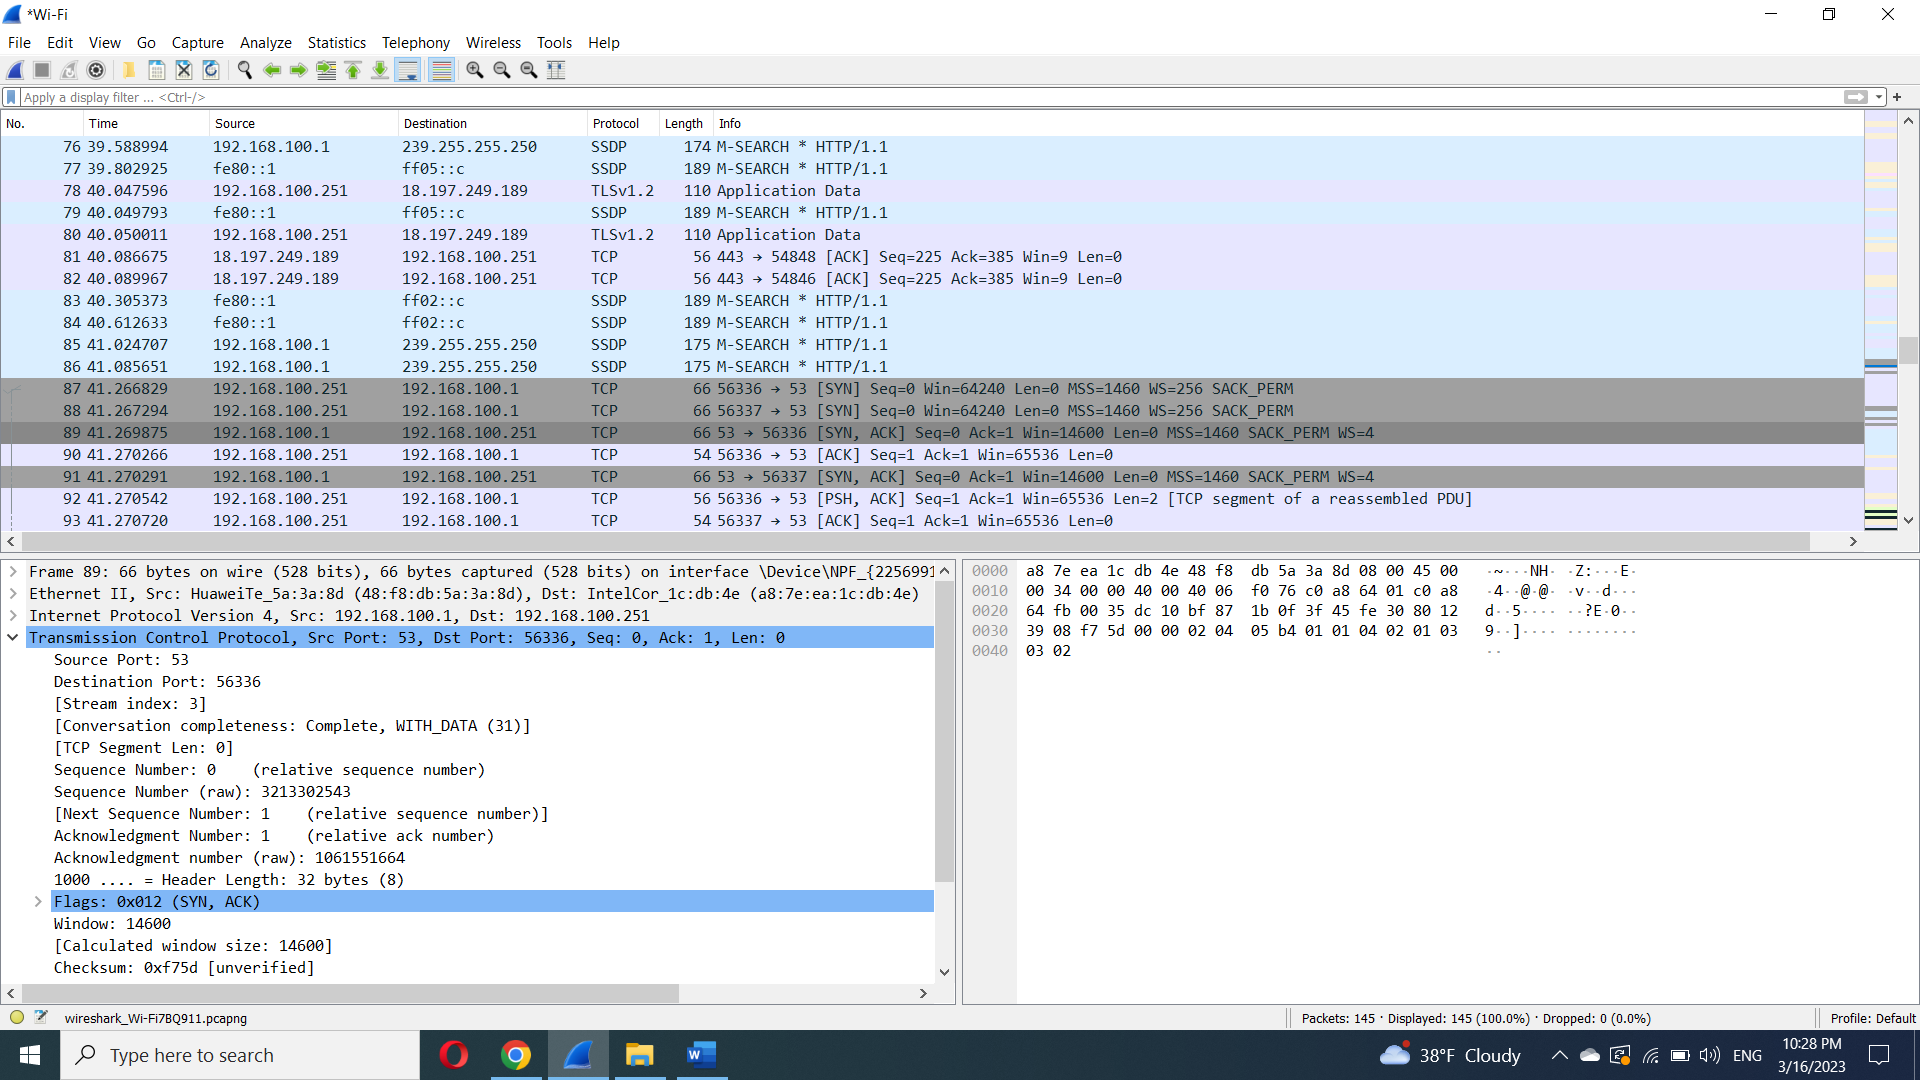 *Wi-Fi
File Edit View Go Capture Analyze Statistics Telephony Wireless Tools Help
Apply a display filter ... <Ctrl-/>
No. Time Source Destination Protocol Length Info
76 39.588994 192.168.100.1 239.255.255.250 SSDP 174 M-SEARCH * HTTP/1.1
77 39.802925 fe80::1 ff05::c SSDP 189 M-SEARCH * HTTP/1.1
78 40.047596 192.168.100.251 18.197.249.189 TLSv1.2 110 Application Data
79 40.049793 fe80::1 ff05::c SSDP 189 M-SEARCH * HTTP/1.1
80 40.050011 192.168.100.251 18.197.249.189 TLSv1.2 110 Application Data
81 40.086675 18.197.249.189 192.168.100.251 TCP 56 443 → 54848 [ACK] Seq=225 Ack=385 Win=9 Len=0
82 40.089967 18.197.249.189 192.168.100.251 TCP 56 443 → 54846 [ACK] Seq=225 Ack=385 Win=9 Len=0
83 40.305373 fe80::1 ff02::c SSDP 189 M-SEARCH * HTTP/1.1
84 40.612633 fe80::1 ff02::c SSDP 189 M-SEARCH * HTTP/1.1
85 41.024707 192.168.100.1 239.255.255.250 SSDP 175 M-SEARCH * HTTP/1.1
86 41.085651 192.168.100.1 239.255.255.250 SSDP 175 M-SEARCH * HTTP/1.1
87 41.266829 192.168.100.251 192.168.100.1 TCP 66 56336 → 53 [SYN] Seq=0 Win=64240 Len=0 MSS=1460 WS=256 SACK_PERM
88 41.267294 192.168.100.251 192.168.100.1 TCP 66 56337 → 53 [SYN] Seq=0 Win=64240 Len=0 MSS=1460 WS=256 SACK_PERM
89 41.269875 192.168.100.1 192.168.100.251 TCP 66 53 → 56336 [SYN, ACK] Seq=0 Ack=1 Win=14600 Len=0 MSS=1460 SACK_PERM WS=4
90 41.270266 192.168.100.251 192.168.100.1 TCP 54 56336 → 53 [ACK] Seq=1 Ack=1 Win=65536 Len=0
91 41.270291 192.168.100.1 192.168.100.251 TCP 66 53 → 56337 [SYN, ACK] Seq=0 Ack=1 Win=14600 Len=0 MSS=1460 SACK_PERM WS=4
92 41.270542 192.168.100.251 192.168.100.1 TCP 56 56336 → 53 [PSH, ACK] Seq=1 Ack=1 Win=65536 Len=2 [TCP segment of a reassembled PDU]
93 41.270720 192.168.100.251 192.168.100.1 TCP 54 56337 → 53 [ACK] Seq=1 Ack=1 Win=65536 Len=0
Frame 89: 66 bytes on wire (528 bits), 66 bytes captured (528 bits) on interface \Device\NPF_{2256991
Ethernet II, Src: HuaweiTe_5a:3a:8d (48:f8:db:5a:3a:8d), Dst: IntelCor_1c:db:4e (a8:7e:ea:1c:db:4e)
Internet Protocol Version 4, Src: 192.168.100.1, Dst: 192.168.100.251
Transmission Control Protocol, Src Port: 53, Dst Port: 56336, Seq: 0, Ack: 1, Len: 0
Source Port: 53
Destination Port: 56336
[Stream index: 3]
[Conversation completeness: Complete, WITH_DATA (31)]
[TCP Segment Len: 0]
Sequence Number: 0 (relative sequence number)
Sequence Number (raw): 3213302543
[Next Sequence Number: 1 (relative sequence number)]
Acknowledgment Number: 1 (relative ack number)
Acknowledgment number (raw): 1061551664
1000 .... = Header Length: 32 bytes (8)
Flags: 0x012 (SYN, ACK)
Window: 14600
[Calculated window size: 14600]
Checksum: 0xf75d [unverified]
0000 a8 7e ea 1c db 4e 48 f8 db 5a 3a 8d 08 00 45 00 ·~···NH· ·Z:···E·
0010 00 34 00 00 40 00 40 06 f0 76 c0 a8 64 01 c0 a8 ·4··@·@· ·v··d···
0020 64 fb 00 35 dc 10 bf 87 1b 0f 3f 45 fe 30 80 12 d··5···· ··?E·0··
0030 39 08 f7 5d 00 00 02 04 05 b4 01 01 04 02 01 03 9··]···· ········
0040 03 02 ··
wireshark_Wi-Fi7BQ911.pcapng Packets: 145 · Displayed: 145 (100.0%) · Dropped: 0 (0.0%) Profile: Default
Type here to search 38°F Cloudy ENG 10:28 PM
3/16/2023